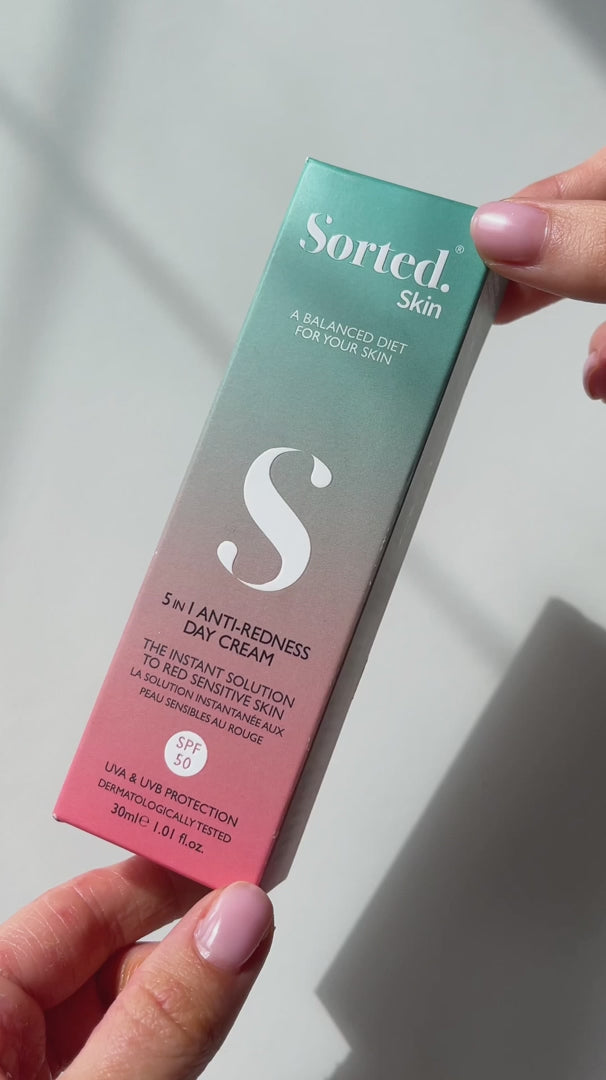 Sorted.®
Skin
A BALANCED DIET
FOR YOUR SKIN
S
5 IN 1 ANTI-REDNESS
DAY CREAM
THE INSTANT SOLUTION
TO RED SENSITIVE SKIN
LA SOLUTION INSTANTANÉE AUX
PEAU SENSIBLES AU ROUGE
SPF
50
UVA & UVB PROTECTION
DERMATOLOGICALLY TESTED
30ml℮ 1.01 fl.oz.